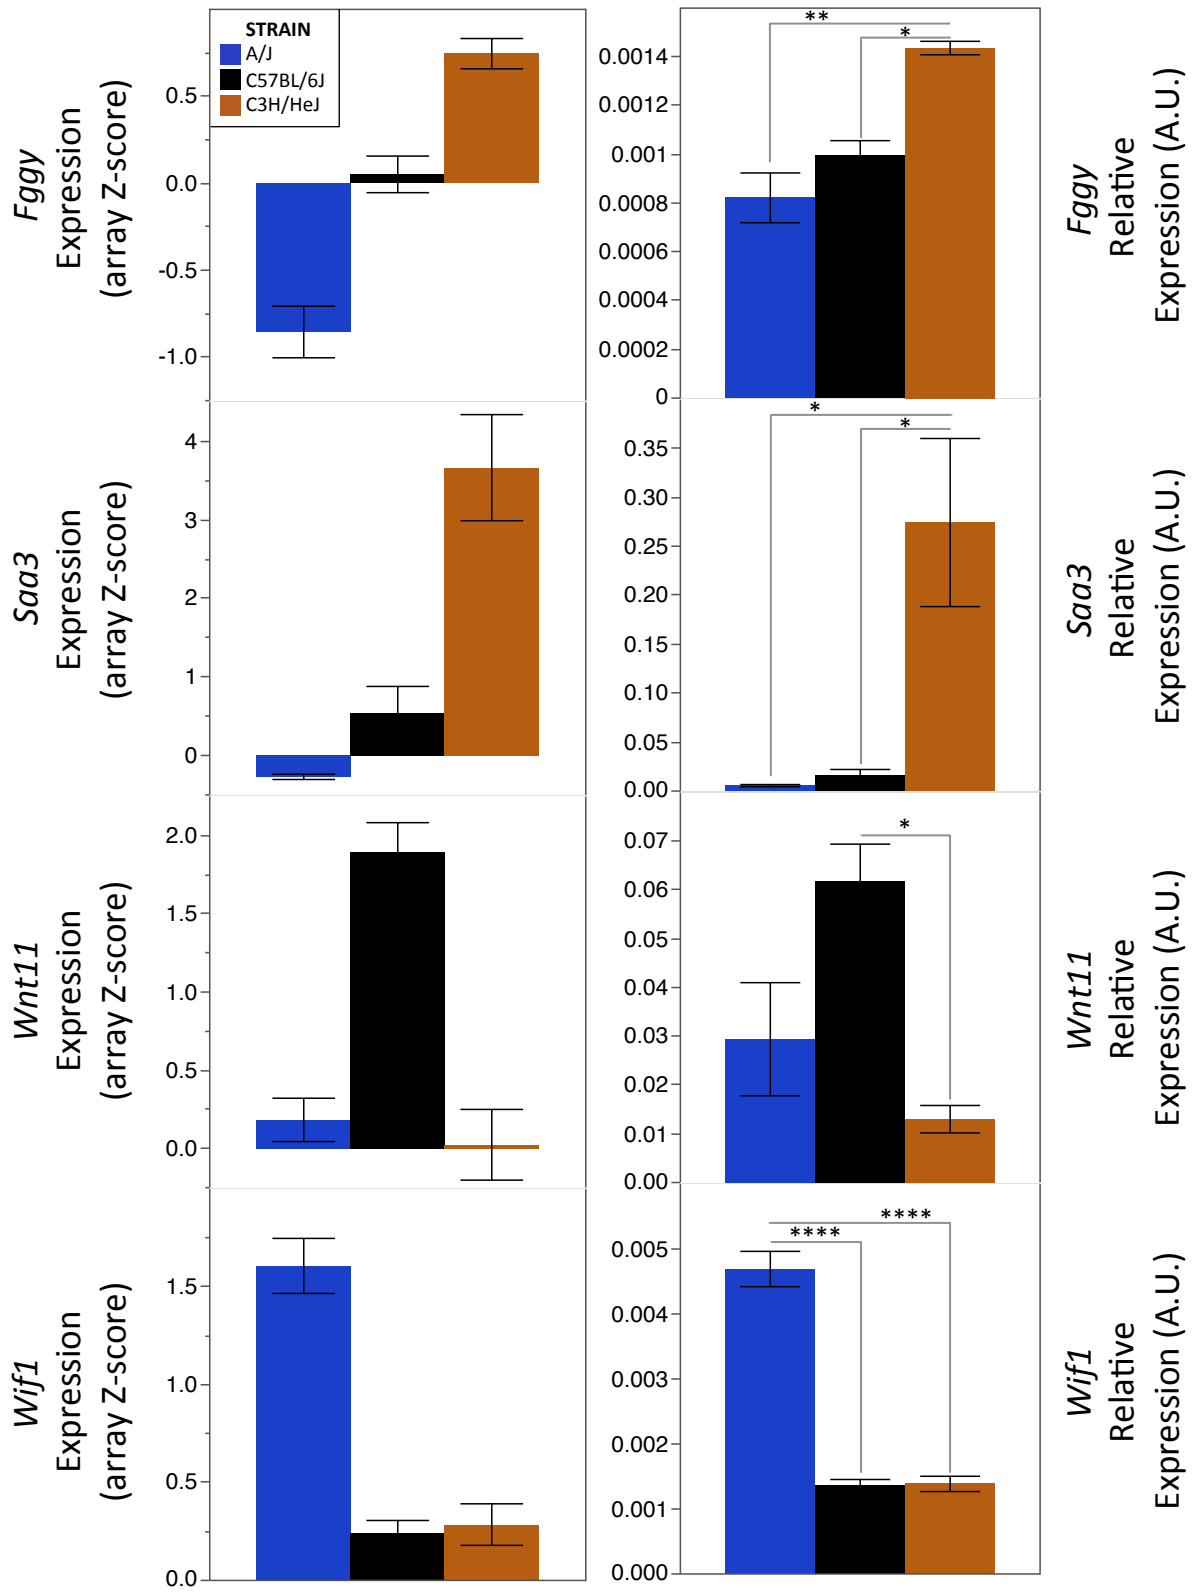 Fggy
Expression
(array Z-score)
0.5
0.0
-0.5
-1.0
STRAIN
A/J
C57BL/6J
C3H/HeJ
**
*
0.0014
0.0012
0.001
0.0008
0.0006
0.0004
0.0002
0
Fggy
Relative
Expression (A.U.)
Saa3
Expression
(array Z-score)
4
3
2
1
0
*
*
0.35
0.30
0.25
0.20
0.15
0.10
0.05
0.00
Saa3
Relative
Expression (A.U.)
Wnt11
Expression
(array Z-score)
2.0
1.5
1.0
0.5
0.0
*
0.07
0.06
0.05
0.04
0.03
0.02
0.01
0.00
Wnt11
Relative
Expression (A.U.)
Wif1
Expression
(array Z-score)
1.5
1.0
0.5
0.0
****
****
0.005
0.004
0.003
0.002
0.001
0.000
Wif1
Relative
Expression (A.U.)